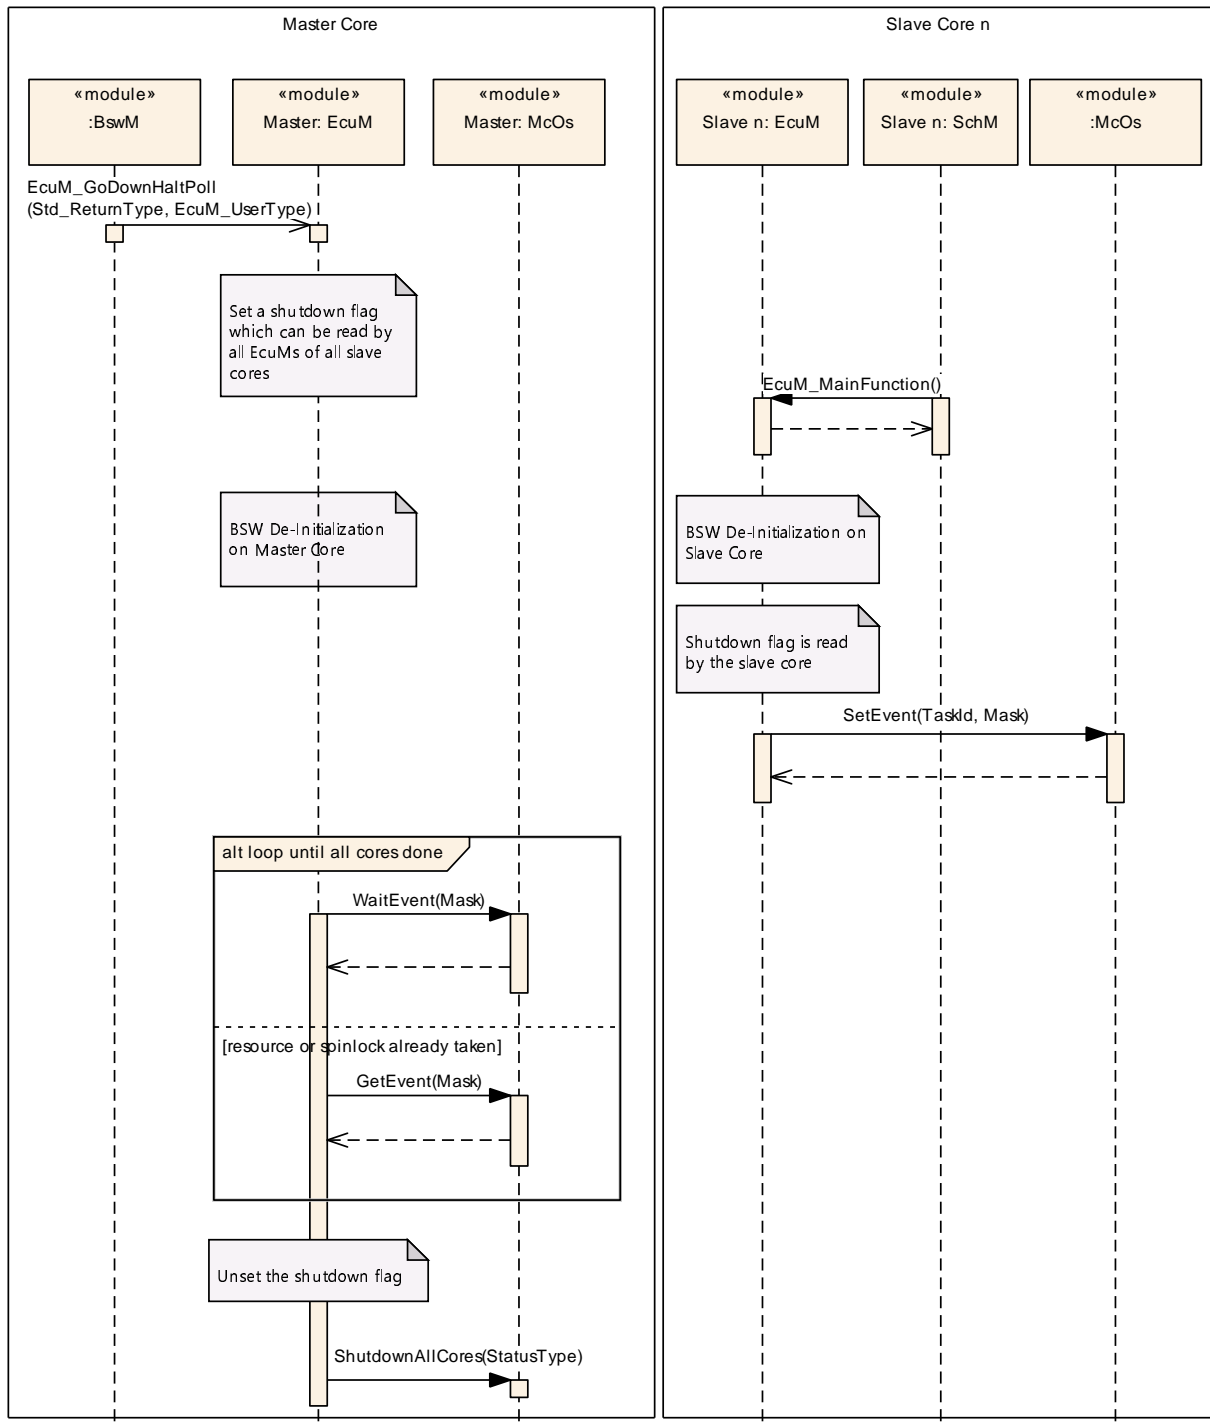 Master Core
Slave Core n
«module»
:BswM
«module»
Master: EcuM
«module»
Master: McOs
«module»
Slave n: EcuM
«module»
Slave n: SchM
«module»
:McOs
EcuM_GoDownHaltPoll
(Std_ReturnType, EcuM_UserType)
Set a shutdown flag
which can be read by
all EcuMs of all slave
cores
EcuM_MainFunction()
BSW De-Initialization
on Master Core
BSW De-Initialization on
Slave Core
Shutdown flag is read
by the slave core
SetEvent(TaskId, Mask)
alt loop until all cores done
WaitEvent(Mask)
[resource or spinlock already taken]
GetEvent(Mask)
Unset the shutdown flag
ShutdownAllCores(StatusType)